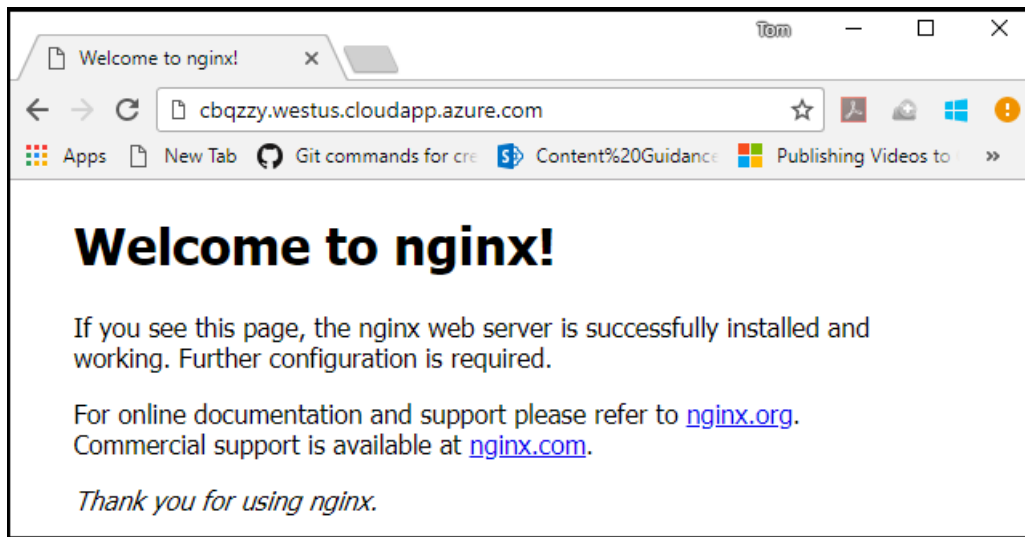 Tom
Welcome to nginx!
cbqzzy.westus.cloudapp.azure.com
Apps New Tab Git commands for cre Content%20Guidance Publishing Videos to
Welcome to nginx!
If you see this page, the nginx web server is successfully installed and
working. Further configuration is required.
For online documentation and support please refer to nginx.org.
Commercial support is available at nginx.com.
Thank you for using nginx.